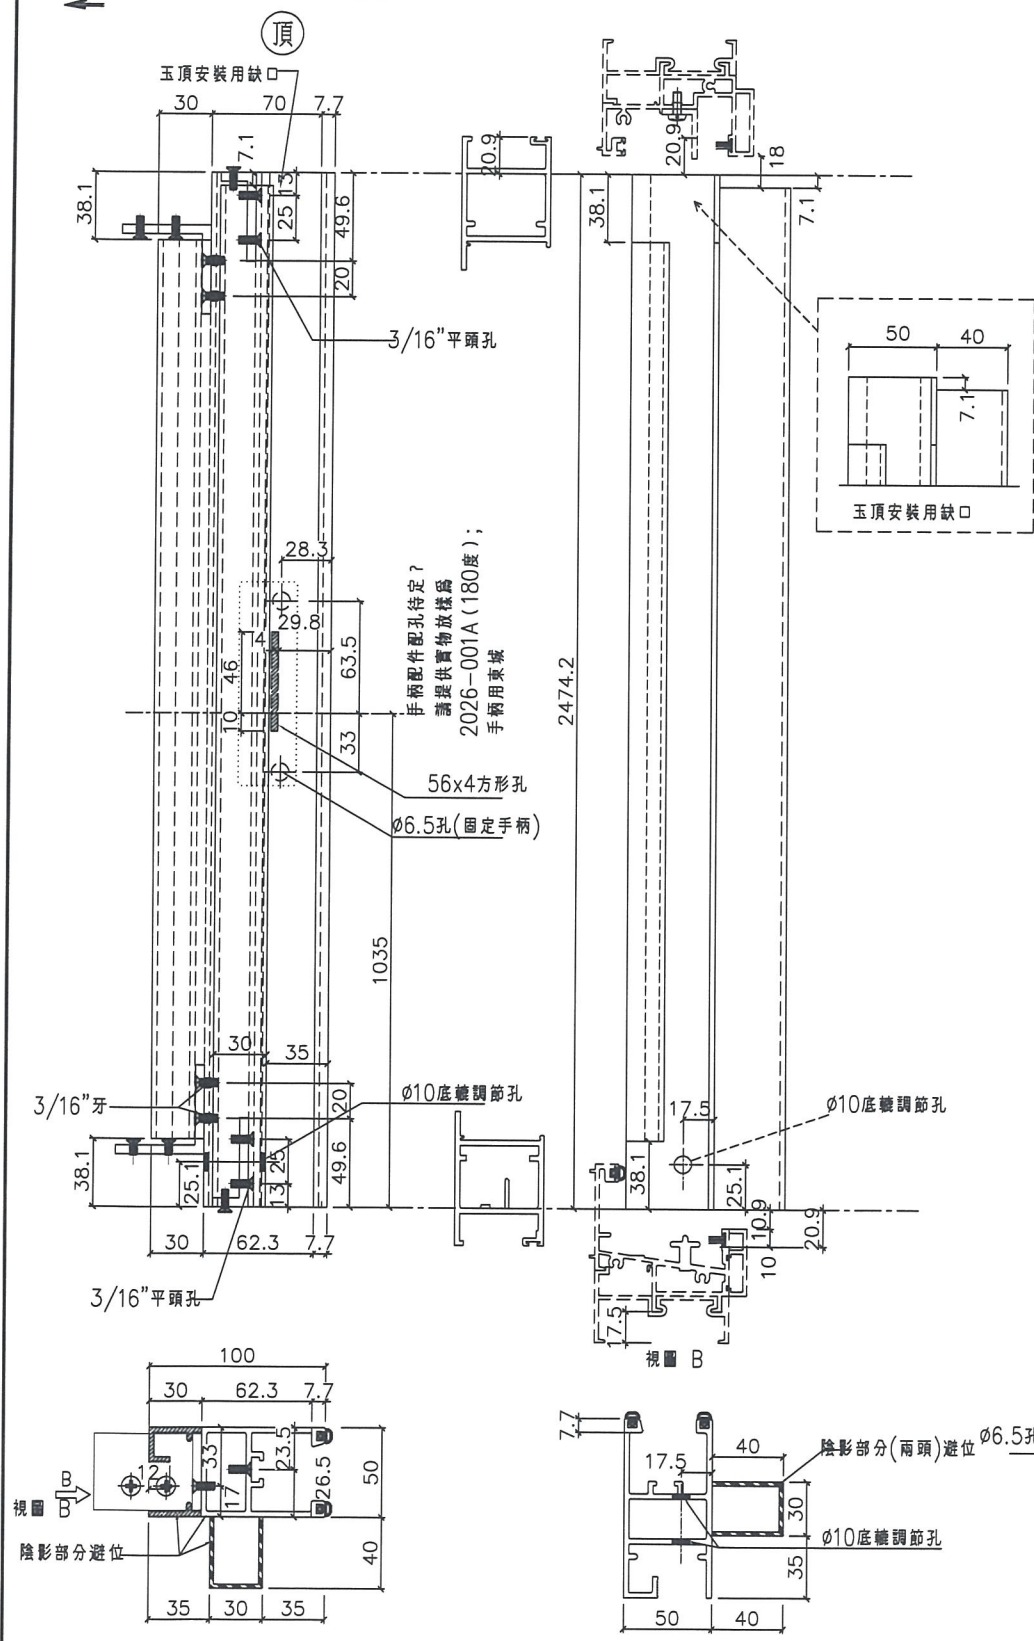 頂
玉頂安裝用缺口
30 70 7.7
7.1
13
38.1
25
49.6
20
3/16"平頭孔
20.9
20.9
18
38.1
7.1
50 40
7.1
玉頂安裝用缺口
28.3
29.8
4
46
63.5
10
33
手柄配件配孔待定?
請提供實物放樣爲
2026-001A(180度);
手柄用東城
2474.2
56x4方形孔
ø6.5孔(固定手柄)
1035
30
35
3/16"牙
20
ø10底轆調節孔
17.5
ø10底轆調節孔
38.1
25.1
25
13
49.6
38.1
25.1
10.9
20.9
10
30 62.3 7.7
3/16"平頭孔
17.5
視圖 B
100
30 62.3 7.7
33
23.5
12
17
26.5
50
40
B
視圖 B
陰影部分避位
35 30 35
7.7
17.5
40
陰影部分(兩頭)避位
ø6.5孔
30
ø10底轆調節孔
35
50 40